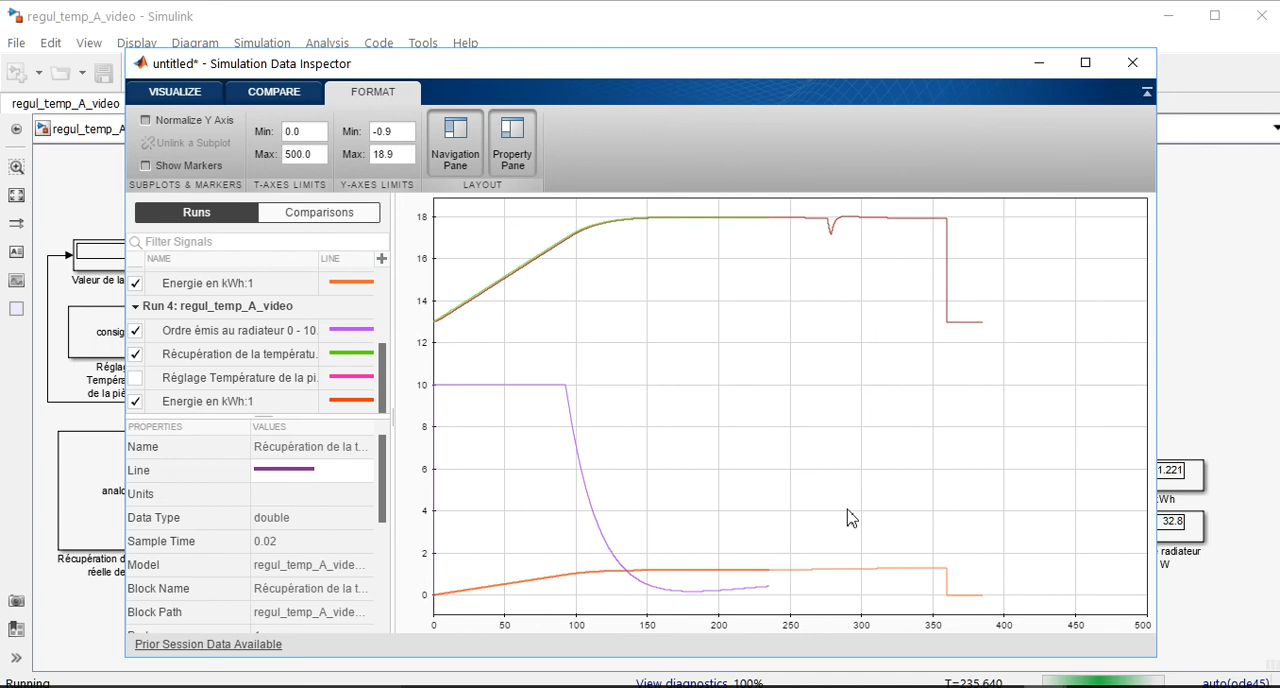 regul_temp_A_video - Simulink
File Edit View Display Diagram Simulation Analysis Code Tools Help
untitled* - Simulation Data Inspector
VISUALIZE COMPARE FORMAT
Normalize Y Axis
Unlink a Subplot
Show Markers
Min: 0.0
Max: 500.0
Min: -0.9
Max: 18.9
Navigation
Pane
Property
Pane
SUBPLOTS & MARKERS T-AXES LIMITS Y-AXES LIMITS LAYOUT
regul_temp_A_video
regul_temp_A
Runs Comparisons
Filter Signals
NAME LINE
Energie en kWh:1
Run 4: regul_temp_A_video
Ordre émis au radiateur 0 - 10.
Récupération de la températu.
Réglage Température de la pi.
Energie en kWh:1
PROPERTIES VALUES
Name Récupération de la t...
Line
Units
Data Type double
Sample Time 0.02
Model regul_temp_A_vide...
Block Name Récupération de la t...
Block Path regul_temp_A_vide...
Prior Session Data Available
18
16
14
12
10
8
6
4
2
0
0 50 100 150 200 250 300 350 400 450 500
Valeur de la
consig
Régla
Tempéra
de la piè
analo
Récupération d
réelle de
1.221
Wh
32.8
e radiateur
W
Running
View diagnostics 100%
T=235.640
auto(ode45)